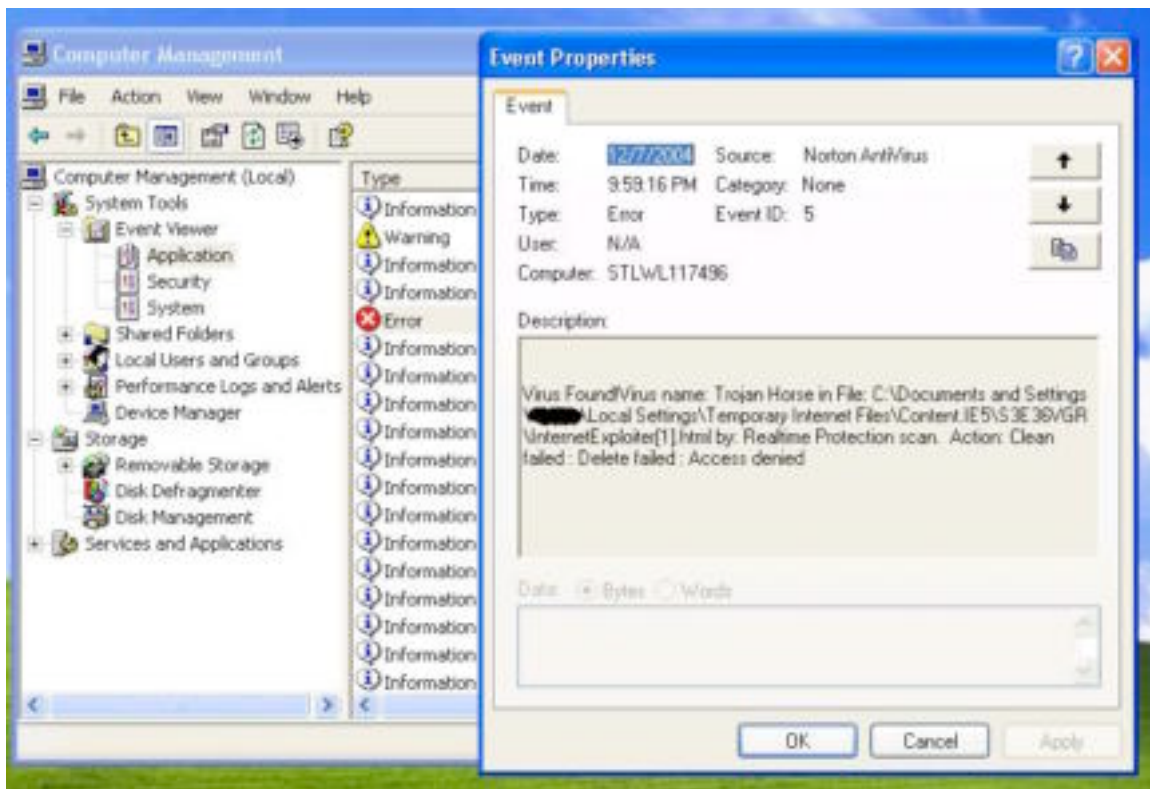 Computer Management
File Action View Window Help
Computer Management (Local)
System Tools
Event Viewer
Application
Security
System
Shared Folders
Local Users and Groups
Performance Logs and Alerts
Device Manager
Storage
Removable Storage
Disk Defragmenter
Disk Management
Services and Applications
Type
Information
Warning
Information
Information
Error
Information
Information
Information
Information
Information
Information
Information
Information
Information
Information
Information
Information
Information
Event Properties
Event
Date: 12/7/2004 Source: Norton AntiVirus
Time: 9:59:16 PM Category: None
Type: Error Event ID: 5
User: N/A
Computer: STLWL117496
Description:
Virus Found!Virus name: Trojan Horse in File: C:\Documents and Settings
\Local Settings\Temporary Internet Files\Content.IE5\S3E36VGR
\InternetExploiter[1].html by: Realtime Protection scan. Action: Clean
failed : Delete failed : Access denied
Data: Bytes Words
OK Cancel Apply